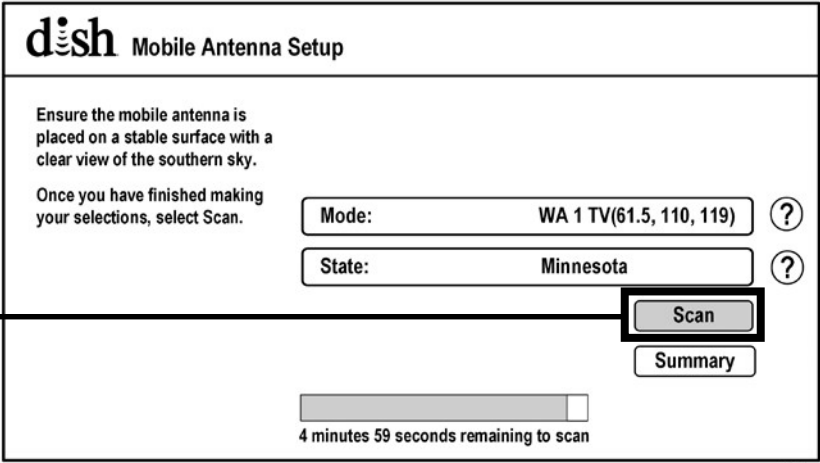 dish Mobile Antenna Setup
Ensure the mobile antenna is
placed on a stable surface with a
clear view of the southern sky.
Once you have finished making
your selections, select Scan.
Mode: WA 1 TV(61.5, 110, 119) ?
State: Minnesota ?
Scan
Summary
4 minutes 59 seconds remaining to scan